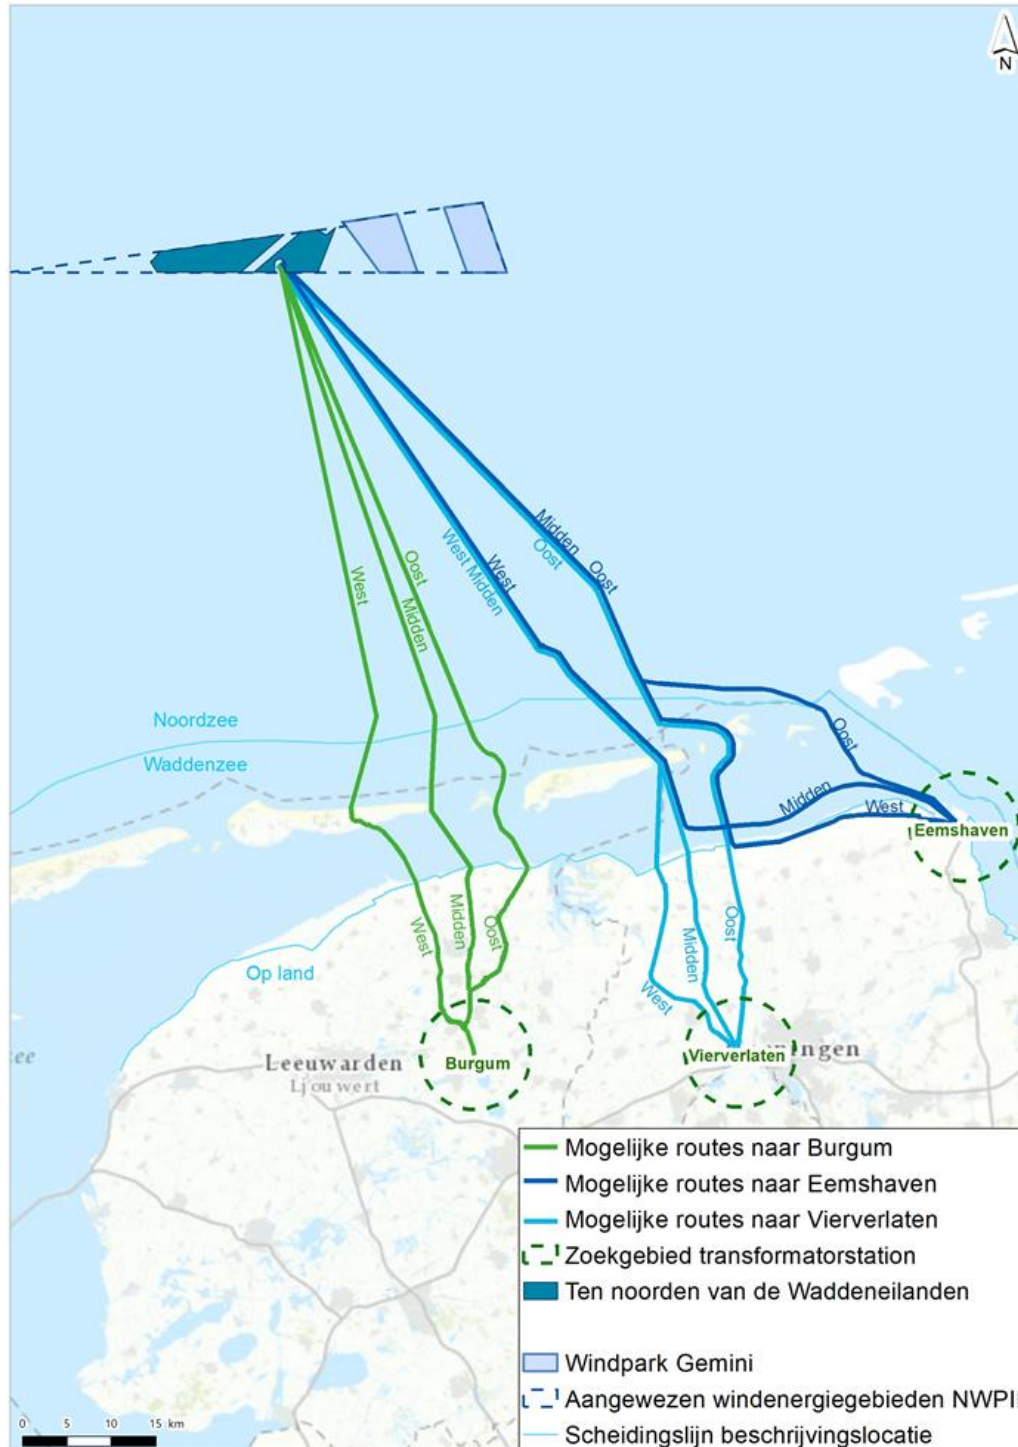 N
West
Midden
Oost
West Midden
West
Midden
Oost
Oost
Noordzee
Waddenzee
Oost
Midden
West
Eemshaven
West
Midden
Oost
West
Midden
Oost
Op land
Leeuwarden
Ljouwert
Burgum
Vierverlaten
ningen
Mogelijke routes naar Burgum
Mogelijke routes naar Eemshaven
Mogelijke routes naar Vierverlaten
Zoekgebied transformatorstation
Ten noorden van de Waddeneilanden
Windpark Gemini
Aangewezen windenergiegebieden NWPI
Scheidingslijn beschrijvingslocatie
0 5 10 15 km